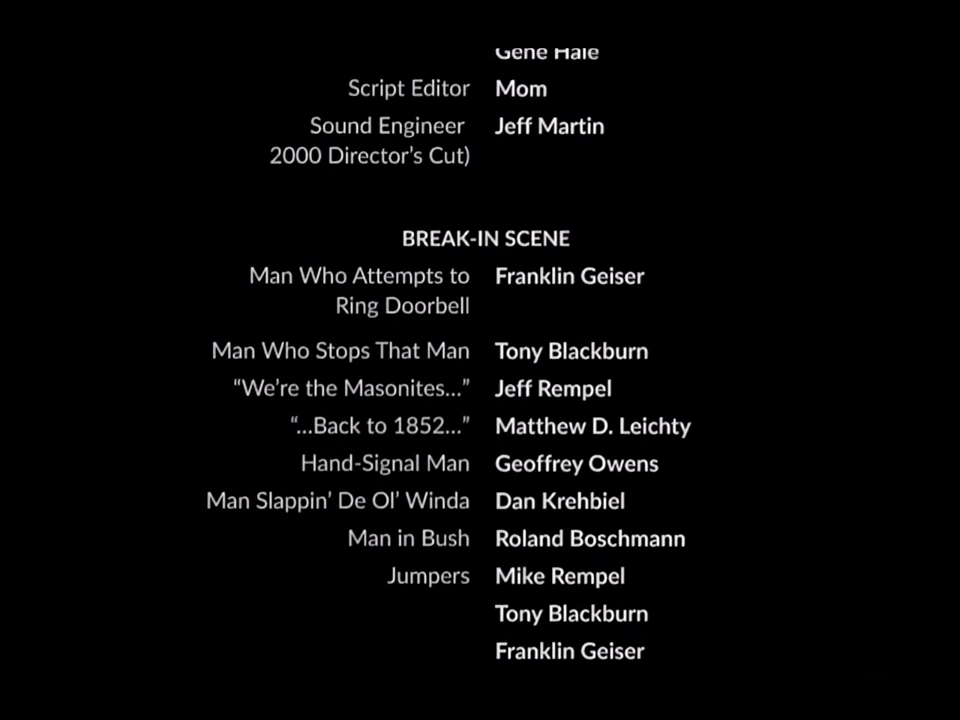 Gene Hale
Script Editor Mom
Sound Engineer Jeff Martin
2000 Director's Cut)
BREAK-IN SCENE
Man Who Attempts to Franklin Geiser
Ring Doorbell
Man Who Stops That Man Tony Blackburn
“We're the Masonites...” Jeff Rempel
“...Back to 1852...” Matthew D. Leichty
Hand-Signal Man Geoffrey Owens
Man Slappin' De Ol' Winda Dan Krehbiel
Man in Bush Roland Boschmann
Jumpers Mike Rempel
Tony Blackburn
Franklin Geiser